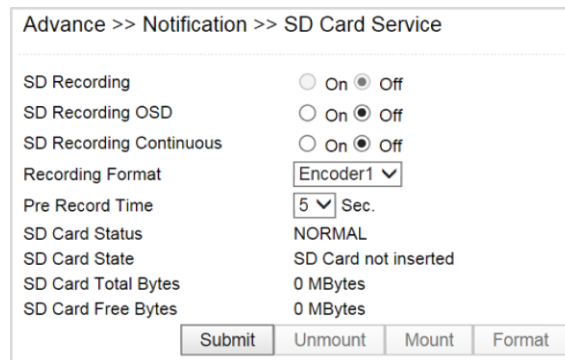 Advance >> Notification >> SD Card Service
SD Recording On Off
SD Recording OSD On Off
SD Recording Continuous On Off
Recording Format Encoder1
Pre Record Time 5 Sec.
SD Card Status NORMAL
SD Card State SD Card not inserted
SD Card Total Bytes 0 MBytes
SD Card Free Bytes 0 MBytes
Submit Unmount Mount Format